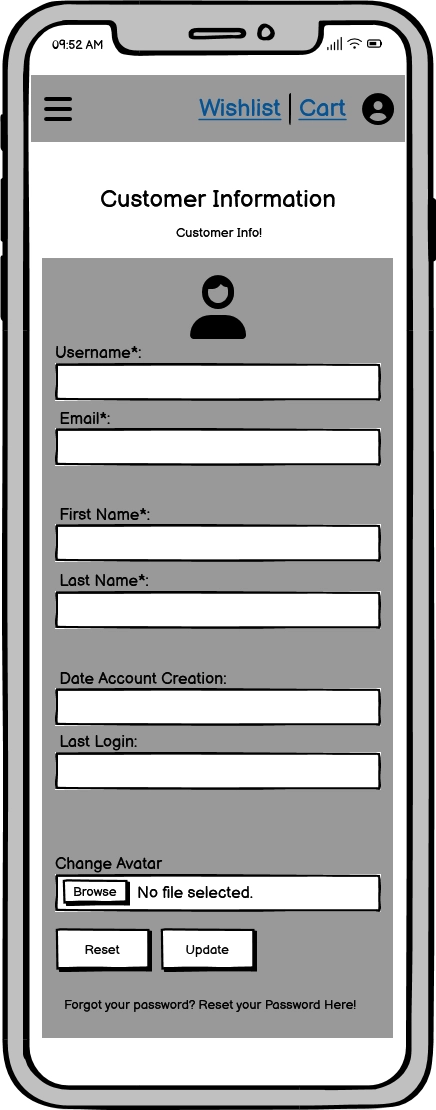 09:52 AM
Wishlist Cart
Customer Information
Customer Info!
Username*:
Email*:
First Name*:
Last Name*:
Date Account Creation:
Last Login:
Change Avatar
Browse No file selected.
Reset Update
Forgot your password? Reset your Password Here!